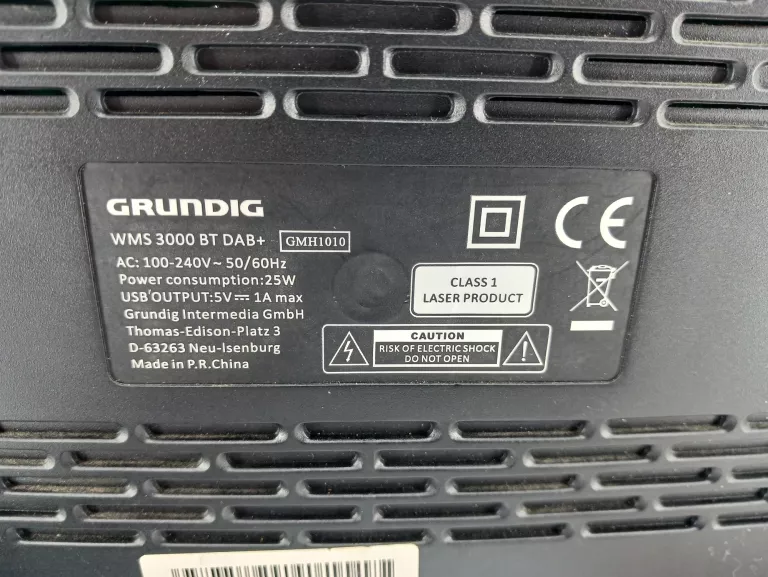 GRUNDIG
WMS 3000 BT DAB+ GMH1010
AC: 100-240V~ 50/60Hz
Power consumption:25W
USB OUTPUT:5V⎓ 1A max
Grundig Intermedia GmbH
Thomas-Edison-Platz 3
D-63263 Neu-Isenburg
Made in P.R.China
CE
CLASS 1
LASER PRODUCT
CAUTION
RISK OF ELECTRIC SHOCK
DO NOT OPEN